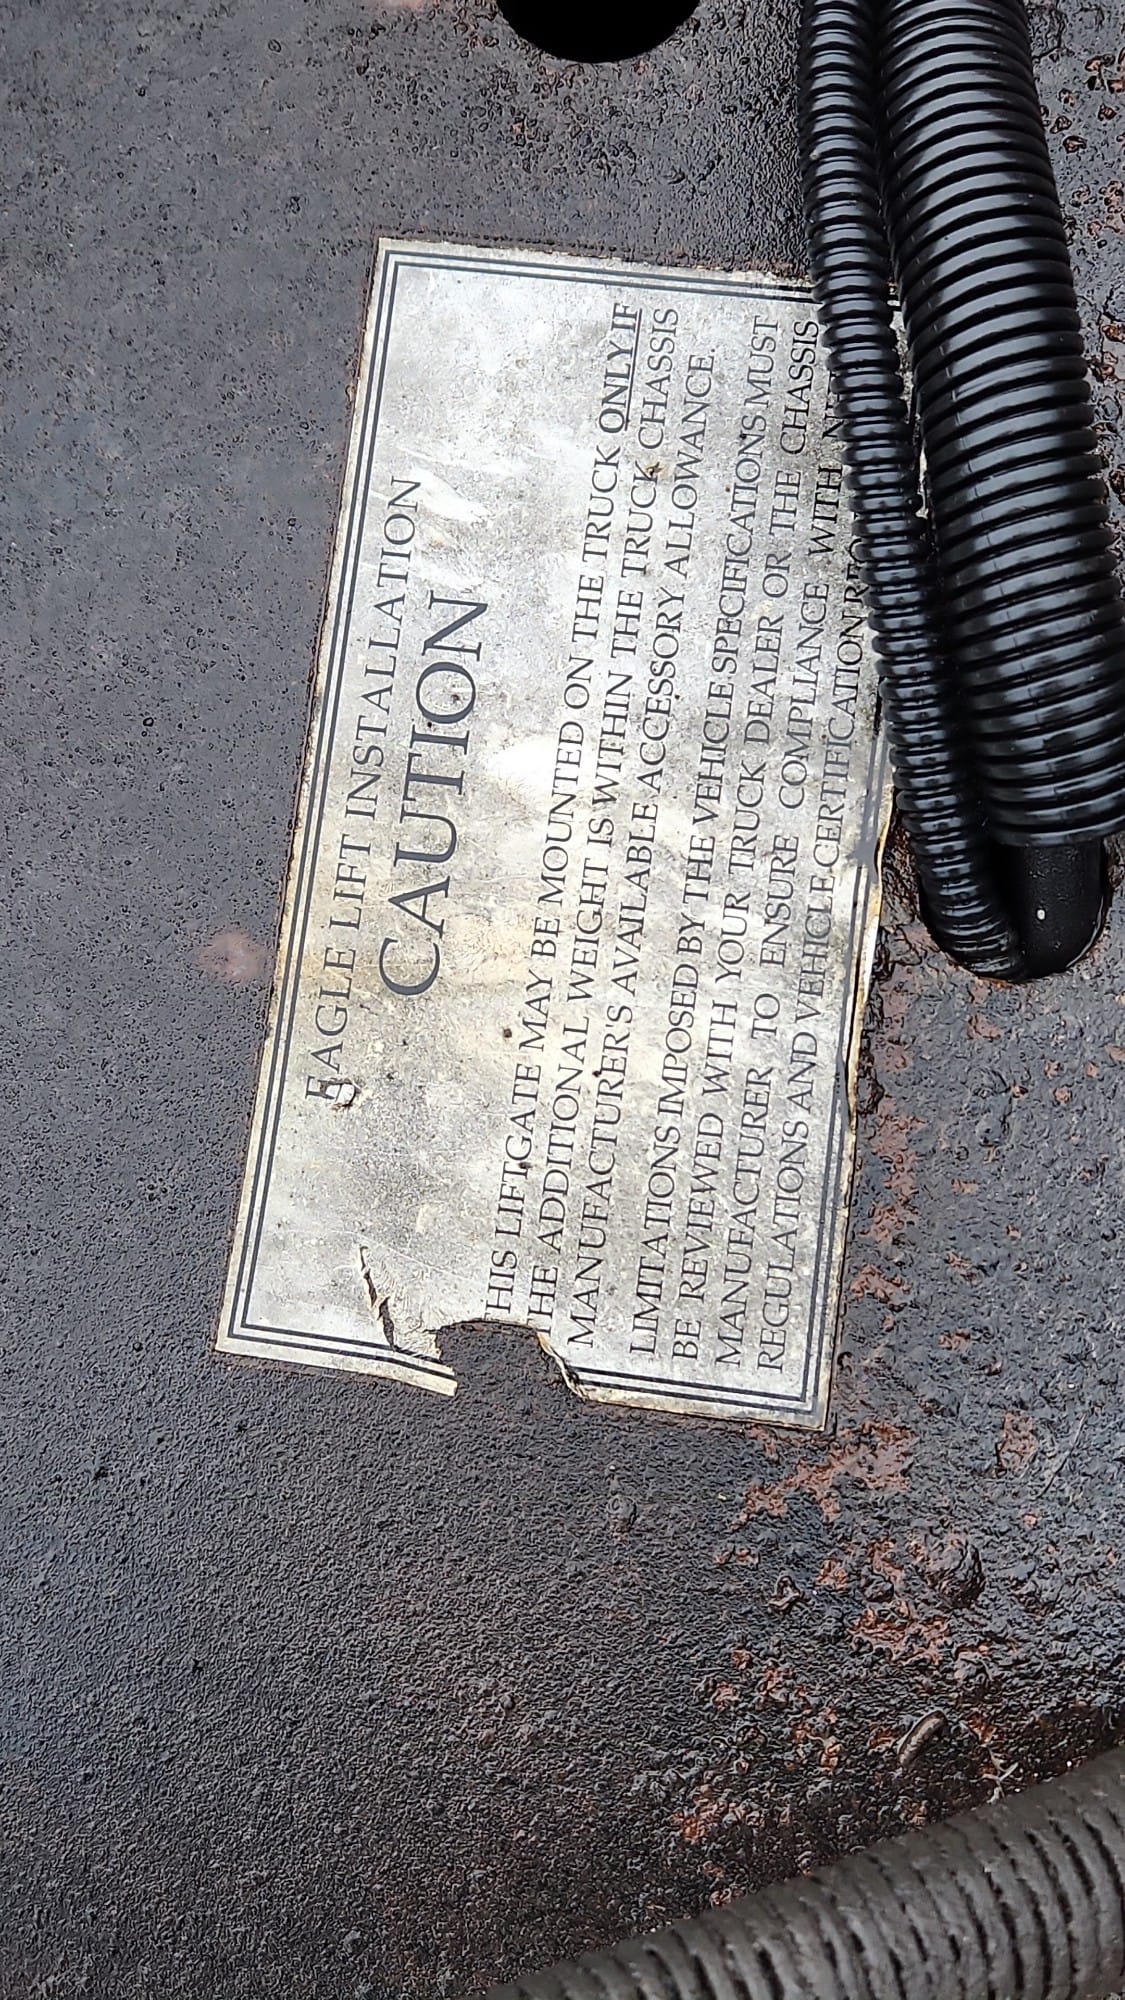 EAGLE LIFT INSTALLATION
CAUTION
THIS LIFTGATE MAY BE MOUNTED ON THE TRUCK ONLY IF
HE ADDITIONAL WEIGHT IS WITHIN THE TRUCK CHASSIS
MANUFACTURER'S AVAILABLE ACCESSORY ALLOWANCE.
LIMITATIONS IMPOSED BY THE VEHICLE SPECIFICATIONS MUST
BE REVIEWED WITH YOUR TRUCK DEALER OR THE CHASSIS
MANUFACTURER TO ENSURE COMPLIANCE WITH
REGULATIONS AND VEHICLE CERTIFICATION